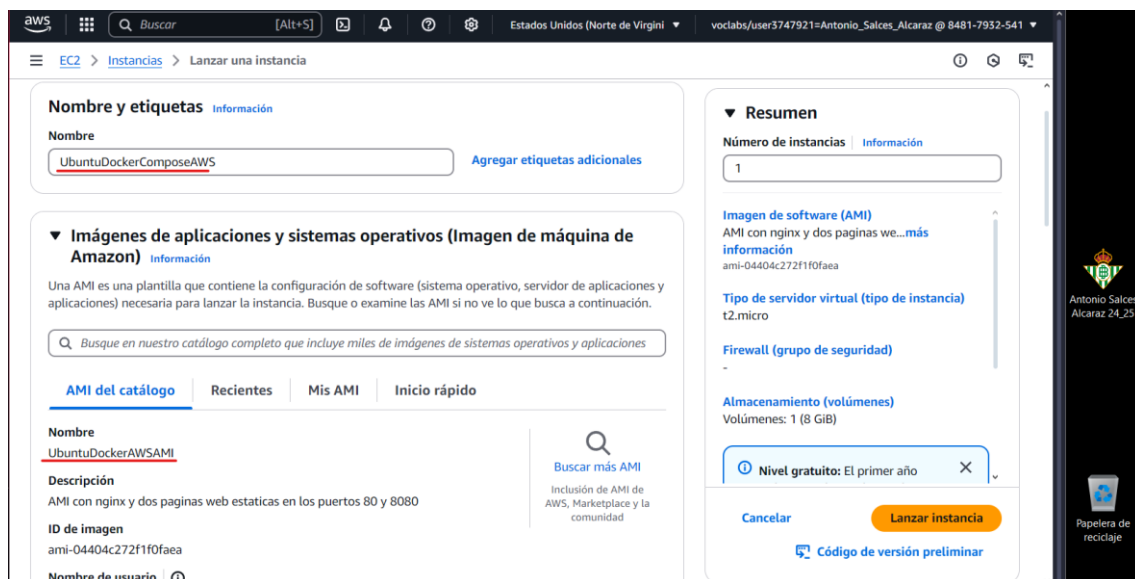 aws
Buscar
[Alt+S]
Estados Unidos (Norte de Virgini
voclabs/user3747921=Antonio_Salces_Alcaraz @ 8481-7932-541
EC2 > Instancias > Lanzar una instancia
Nombre y etiquetas Información
Nombre
UbuntuDockerComposeAWS
Agregar etiquetas adicionales
Imágenes de aplicaciones y sistemas operativos (Imagen de máquina de
Amazon) Información
Una AMI es una plantilla que contiene la configuración de software (sistema operativo, servidor de aplicaciones y
aplicaciones) necesaria para lanzar la instancia. Busque o examine las AMI si no ve lo que busca a continuación.
Busque en nuestro catálogo completo que incluye miles de imágenes de sistemas operativos y aplicaciones
AMI del catálogo
Recientes
Mis AMI
Inicio rápido
Nombre
UbuntuDockerAWSAMI
Descripción
AMI con nginx y dos paginas web estaticas en los puertos 80 y 8080
ID de imagen
ami-04404c272f1f0faea
Nombre de usuario
Buscar más AMI
Inclusión de AMI de
AWS, Marketplace y la
comunidad
Resumen
Número de instancias Información
1
Imagen de software (AMI)
AMI con nginx y dos paginas we...más
información
ami-04404c272f1f0faea
Tipo de servidor virtual (tipo de instancia)
t2.micro
Firewall (grupo de seguridad)
-
Almacenamiento (volúmenes)
Volúmenes: 1 (8 GiB)
Nivel gratuito: El primer año
Cancelar
Lanzar instancia
Código de versión preliminar
Antonio Salces
Alcaraz 24_25
Papelera de
reciclaje